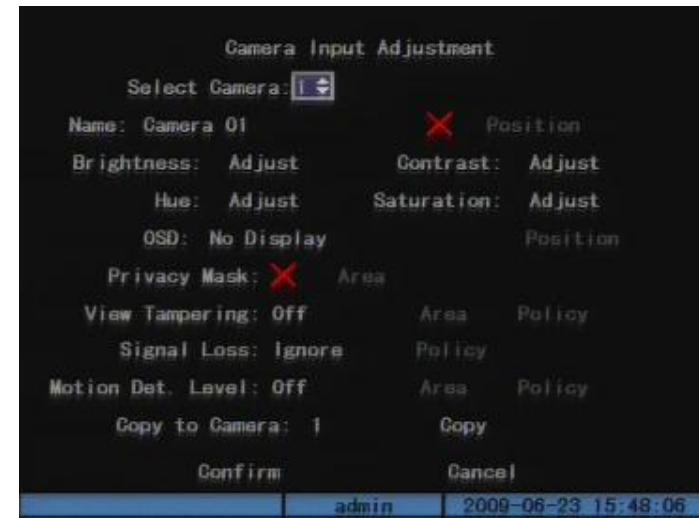 Camera Input Adjustment
Select Camera: 1
Name: Camera 01 Position
Brightness: Adjust Contrast: Adjust
Hue: Adjust Saturation: Adjust
OSD: No Display Position
Privacy Mask: Area
View Tampering: Off Area Policy
Signal Loss: Ignore Policy
Motion Det. Level: Off Area Policy
Copy to Camera: 1 Copy
Confirm Cancel
admin 2009-06-23 15:48:06